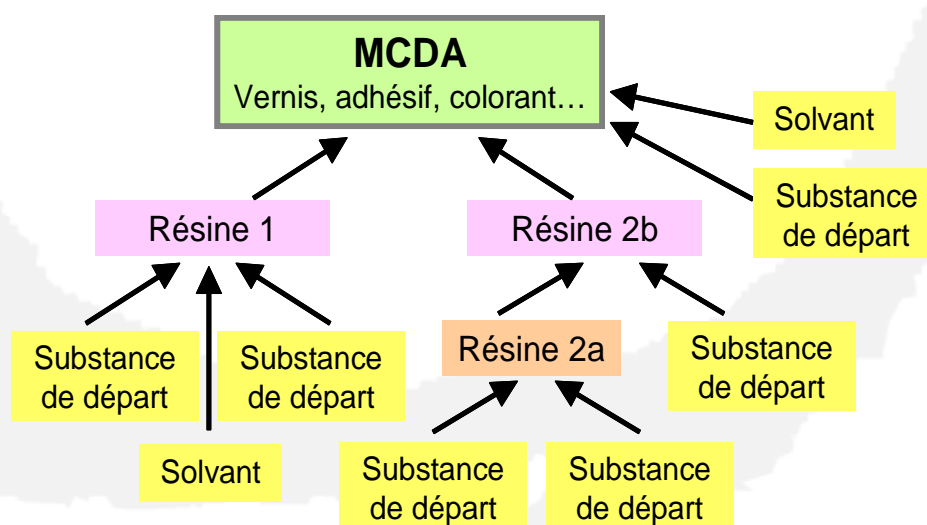 MCDA
Vernis, adhésif, colorant…
Solvant
Substance
de départ
Résine 1
Résine 2b
Substance
de départ
Substance
de départ
Résine 2a
Substance
de départ
Solvant
Substance
de départ
Substance
de départ